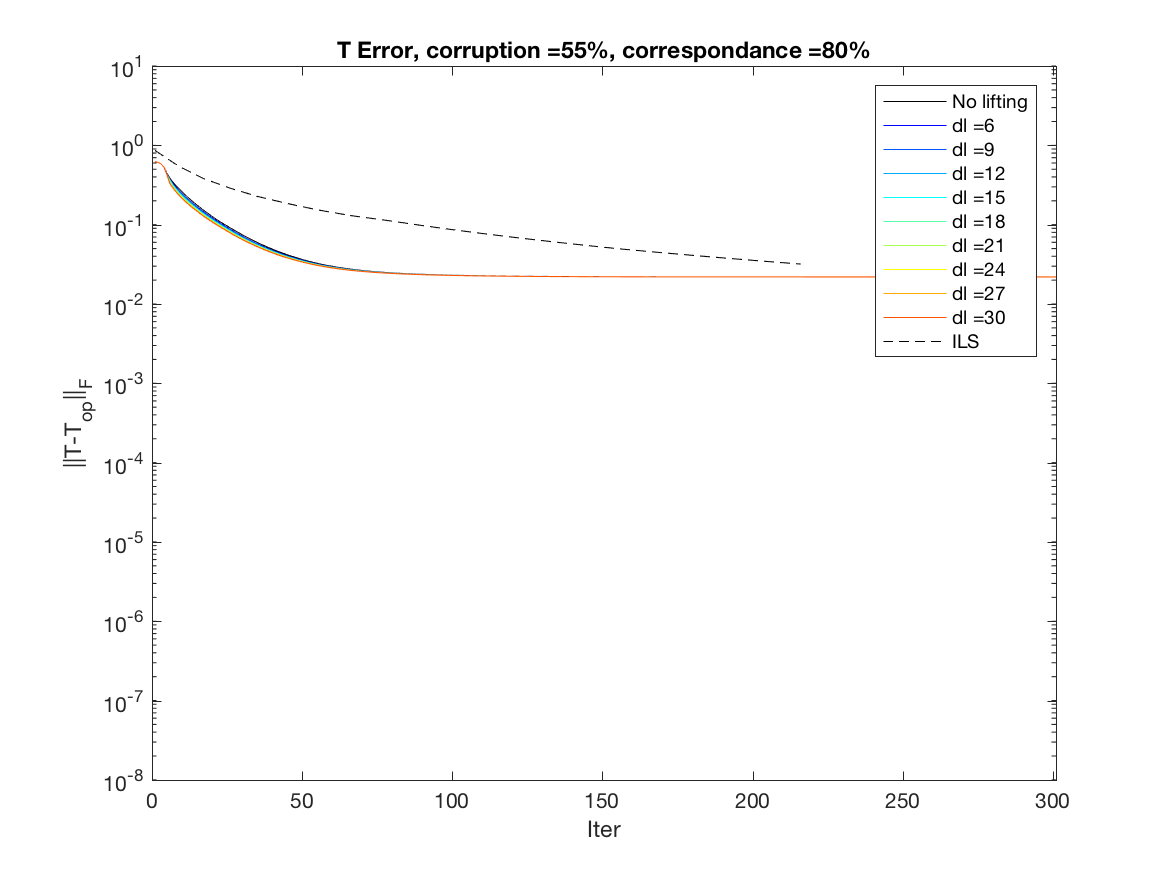 T Error, corruption =55%, correspondance =80%
10^1
10^0
10^-1
10^-2
10^-3
10^-4
10^-5
10^-6
10^-7
10^-8
||T-T_op||_F
0 50 100 150 200 250 300
Iter
No lifting
dl =6
dl =9
dl =12
dl =15
dl =18
dl =21
dl =24
dl =27
dl =30
ILS